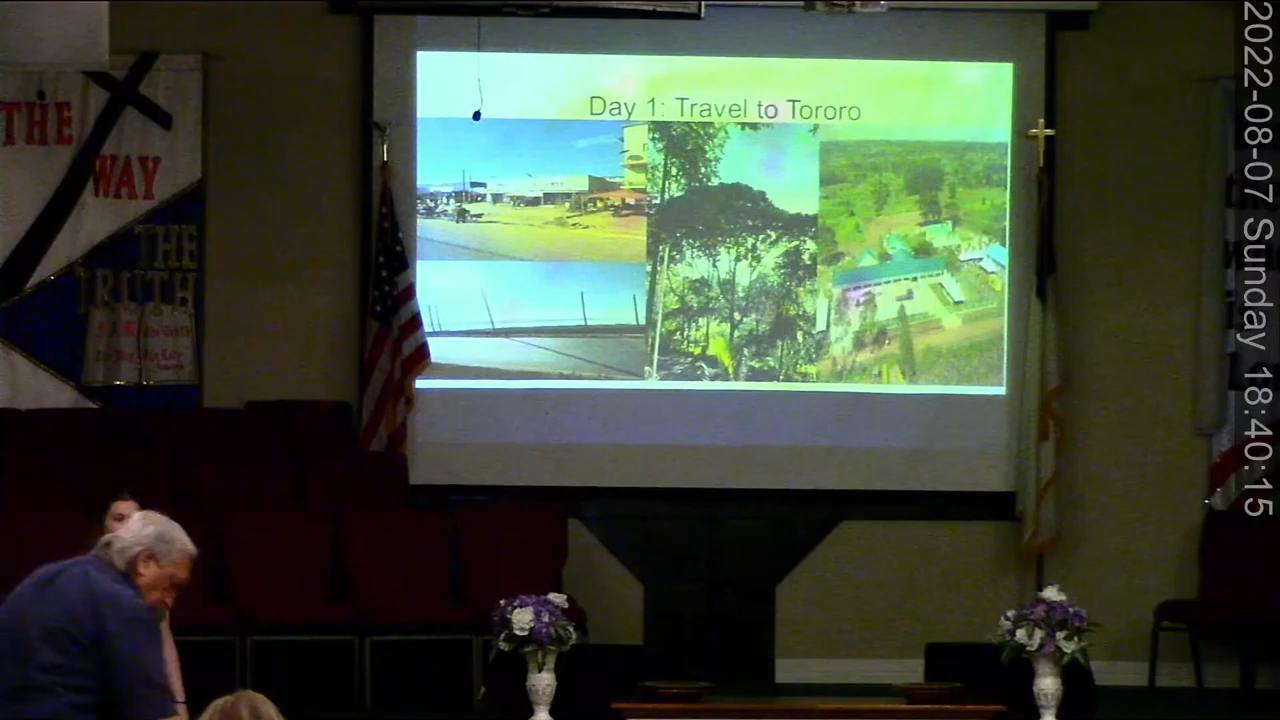 THE
WAY
THE
TRUTH
Day 1: Travel to Tororo
2022-08-07 Sunday 18:40:15